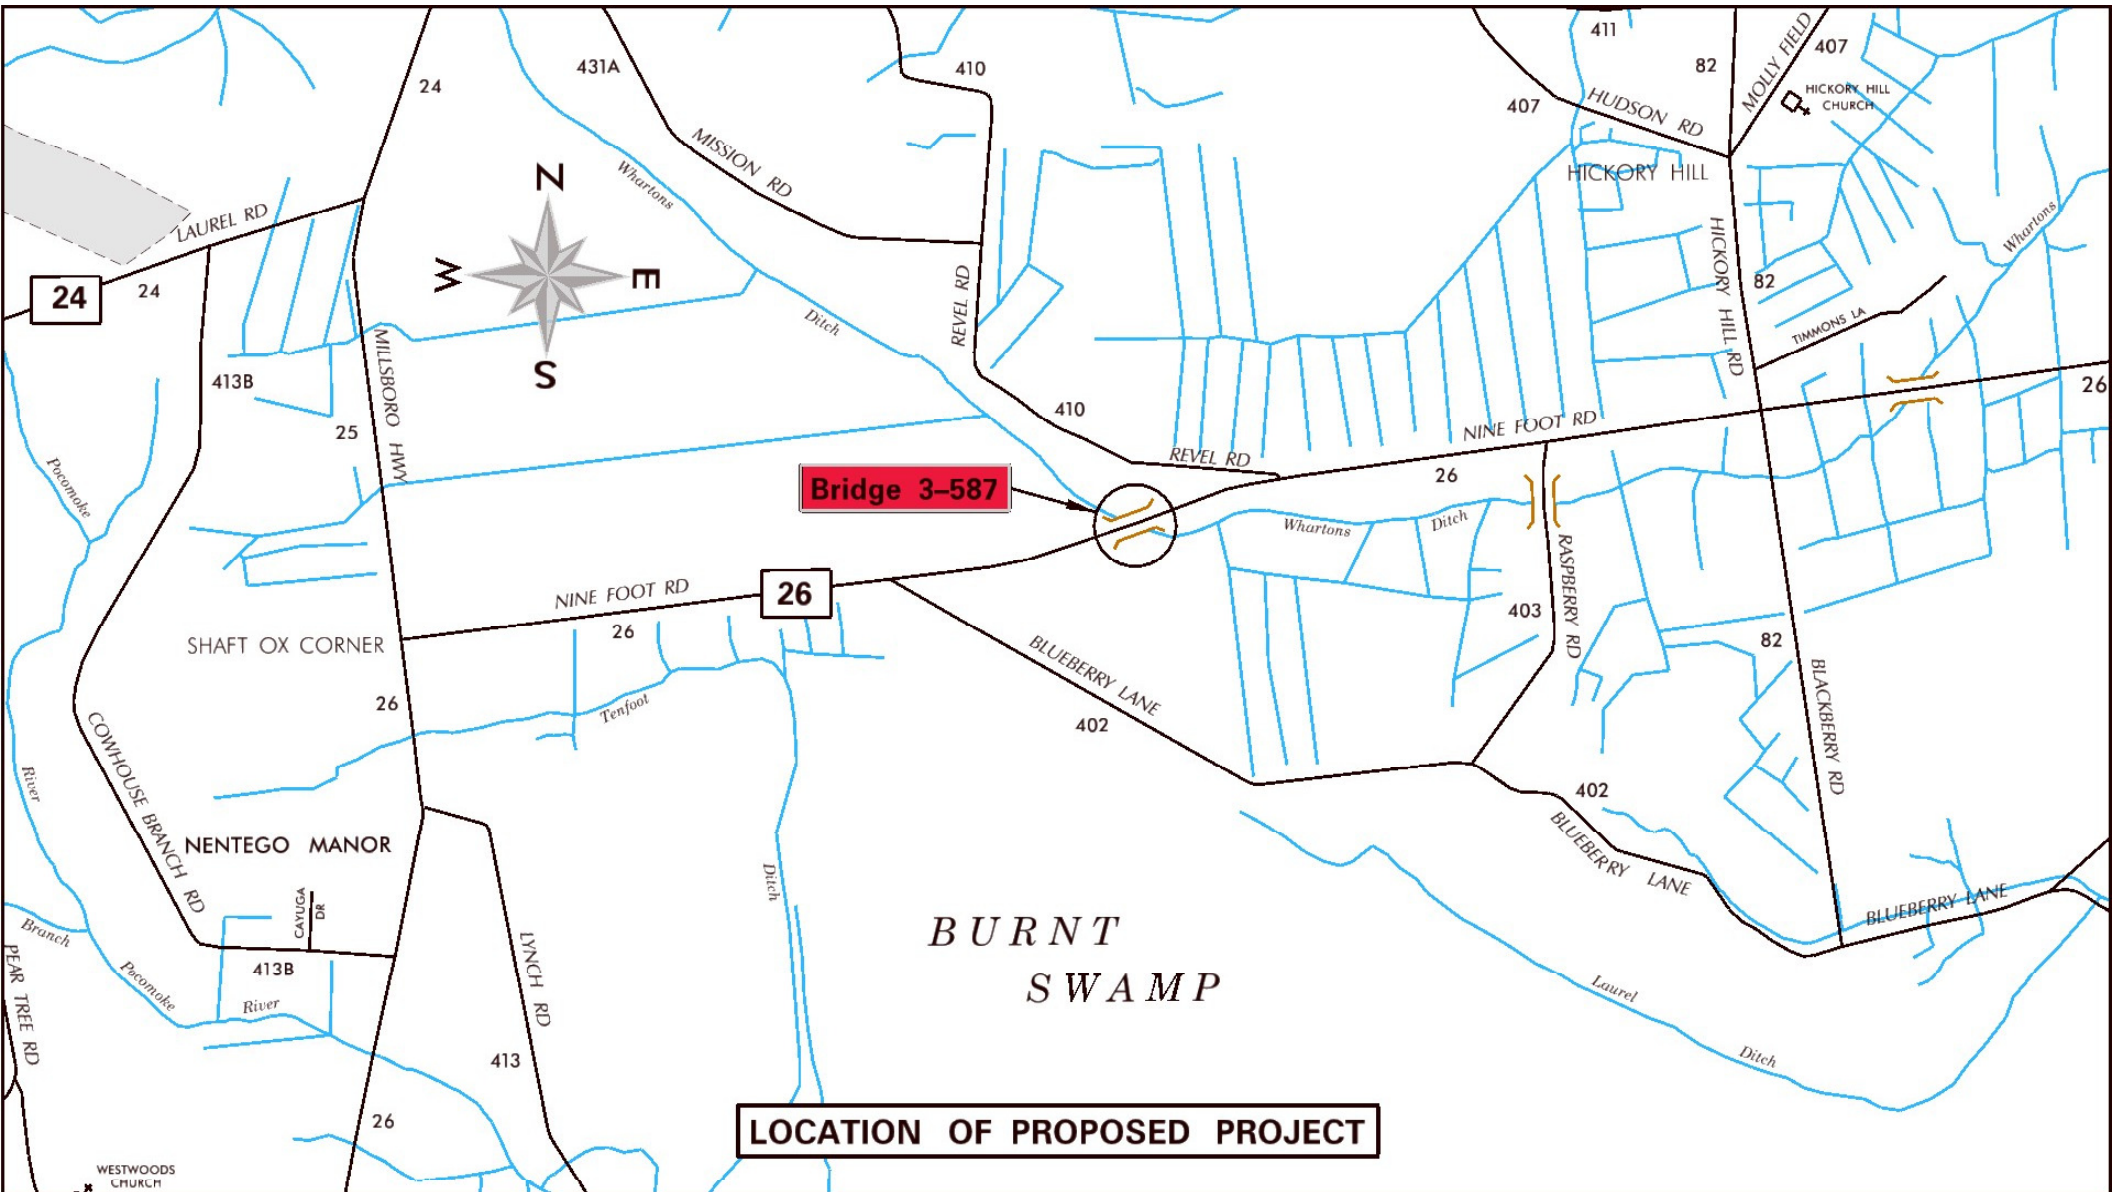 431A
410
411
82
407
24
MOLLY FIELD
HICKORY HILL
CHURCH
407
HUDSON RD
MISSION RD
Whartons
N
HICKORY HILL
LAUREL RD
Whartons
W
E
24
24
REVEL RD
HICKORY HILL RD
82
Ditch
S
TIMMONS LA
MILLSBORO HWY
413B
26
410
25
NINE FOOT RD
REVEL RD
26
Pocomoke
Bridge 3–587
Whartons
Ditch
RASPBERRY RD
NINE FOOT RD
26
26
403
SHAFT OX CORNER
82
BLUEBERRY LANE
402
26
Tenfoot
BLACKBERRY RD
COWHOUSE BRANCH RD
River
402
BLUEBERRY LANE
NENTEGO MANOR
Ditch
CAYUGA
DR
BLUEBERRY LANE
BURNT
SWAMP
Branch
PEAR TREE RD
413B
Pocomoke
River
LYNCH RD
Laurel
Ditch
413
26
LOCATION OF PROPOSED PROJECT
WESTWOODS
CHURCH